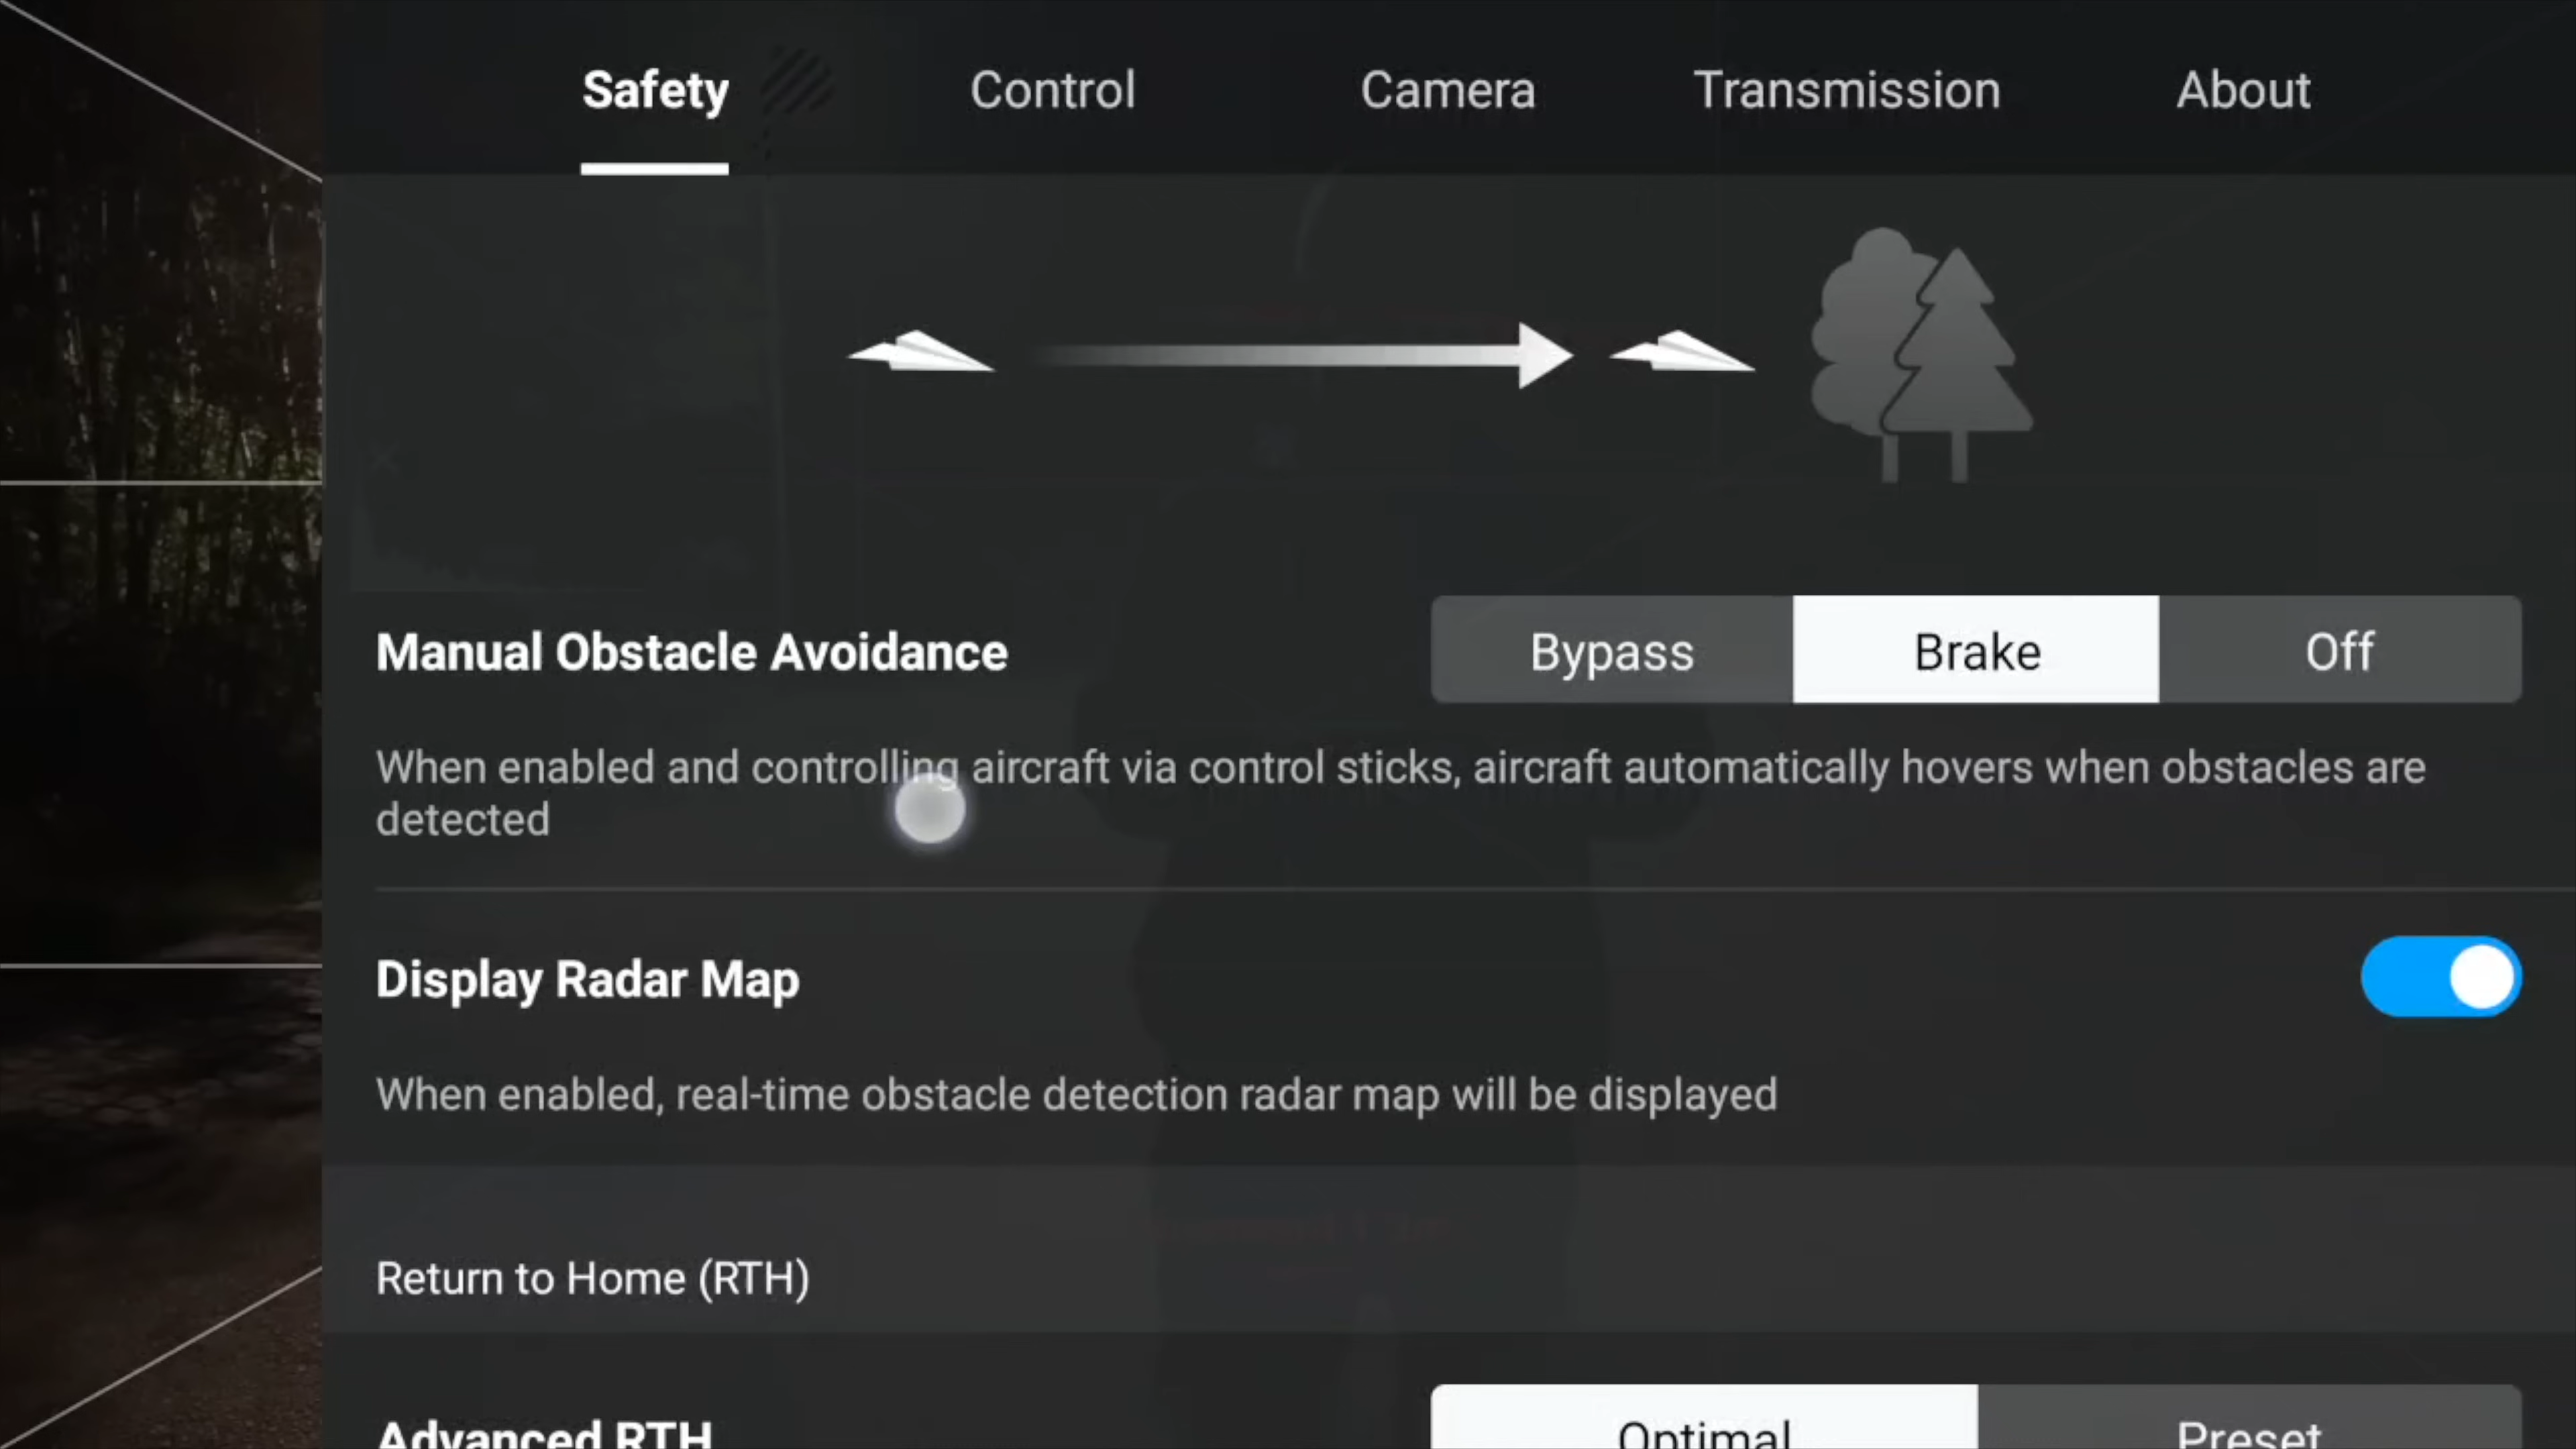 Safety Control Camera Transmission About
Manual Obstacle Avoidance Bypass Brake Off
When enabled and controlling aircraft via control sticks, aircraft automatically hovers when obstacles are
detected
Display Radar Map
When enabled, real-time obstacle detection radar map will be displayed
Return to Home (RTH)
Advanced RTH Optimal Preset